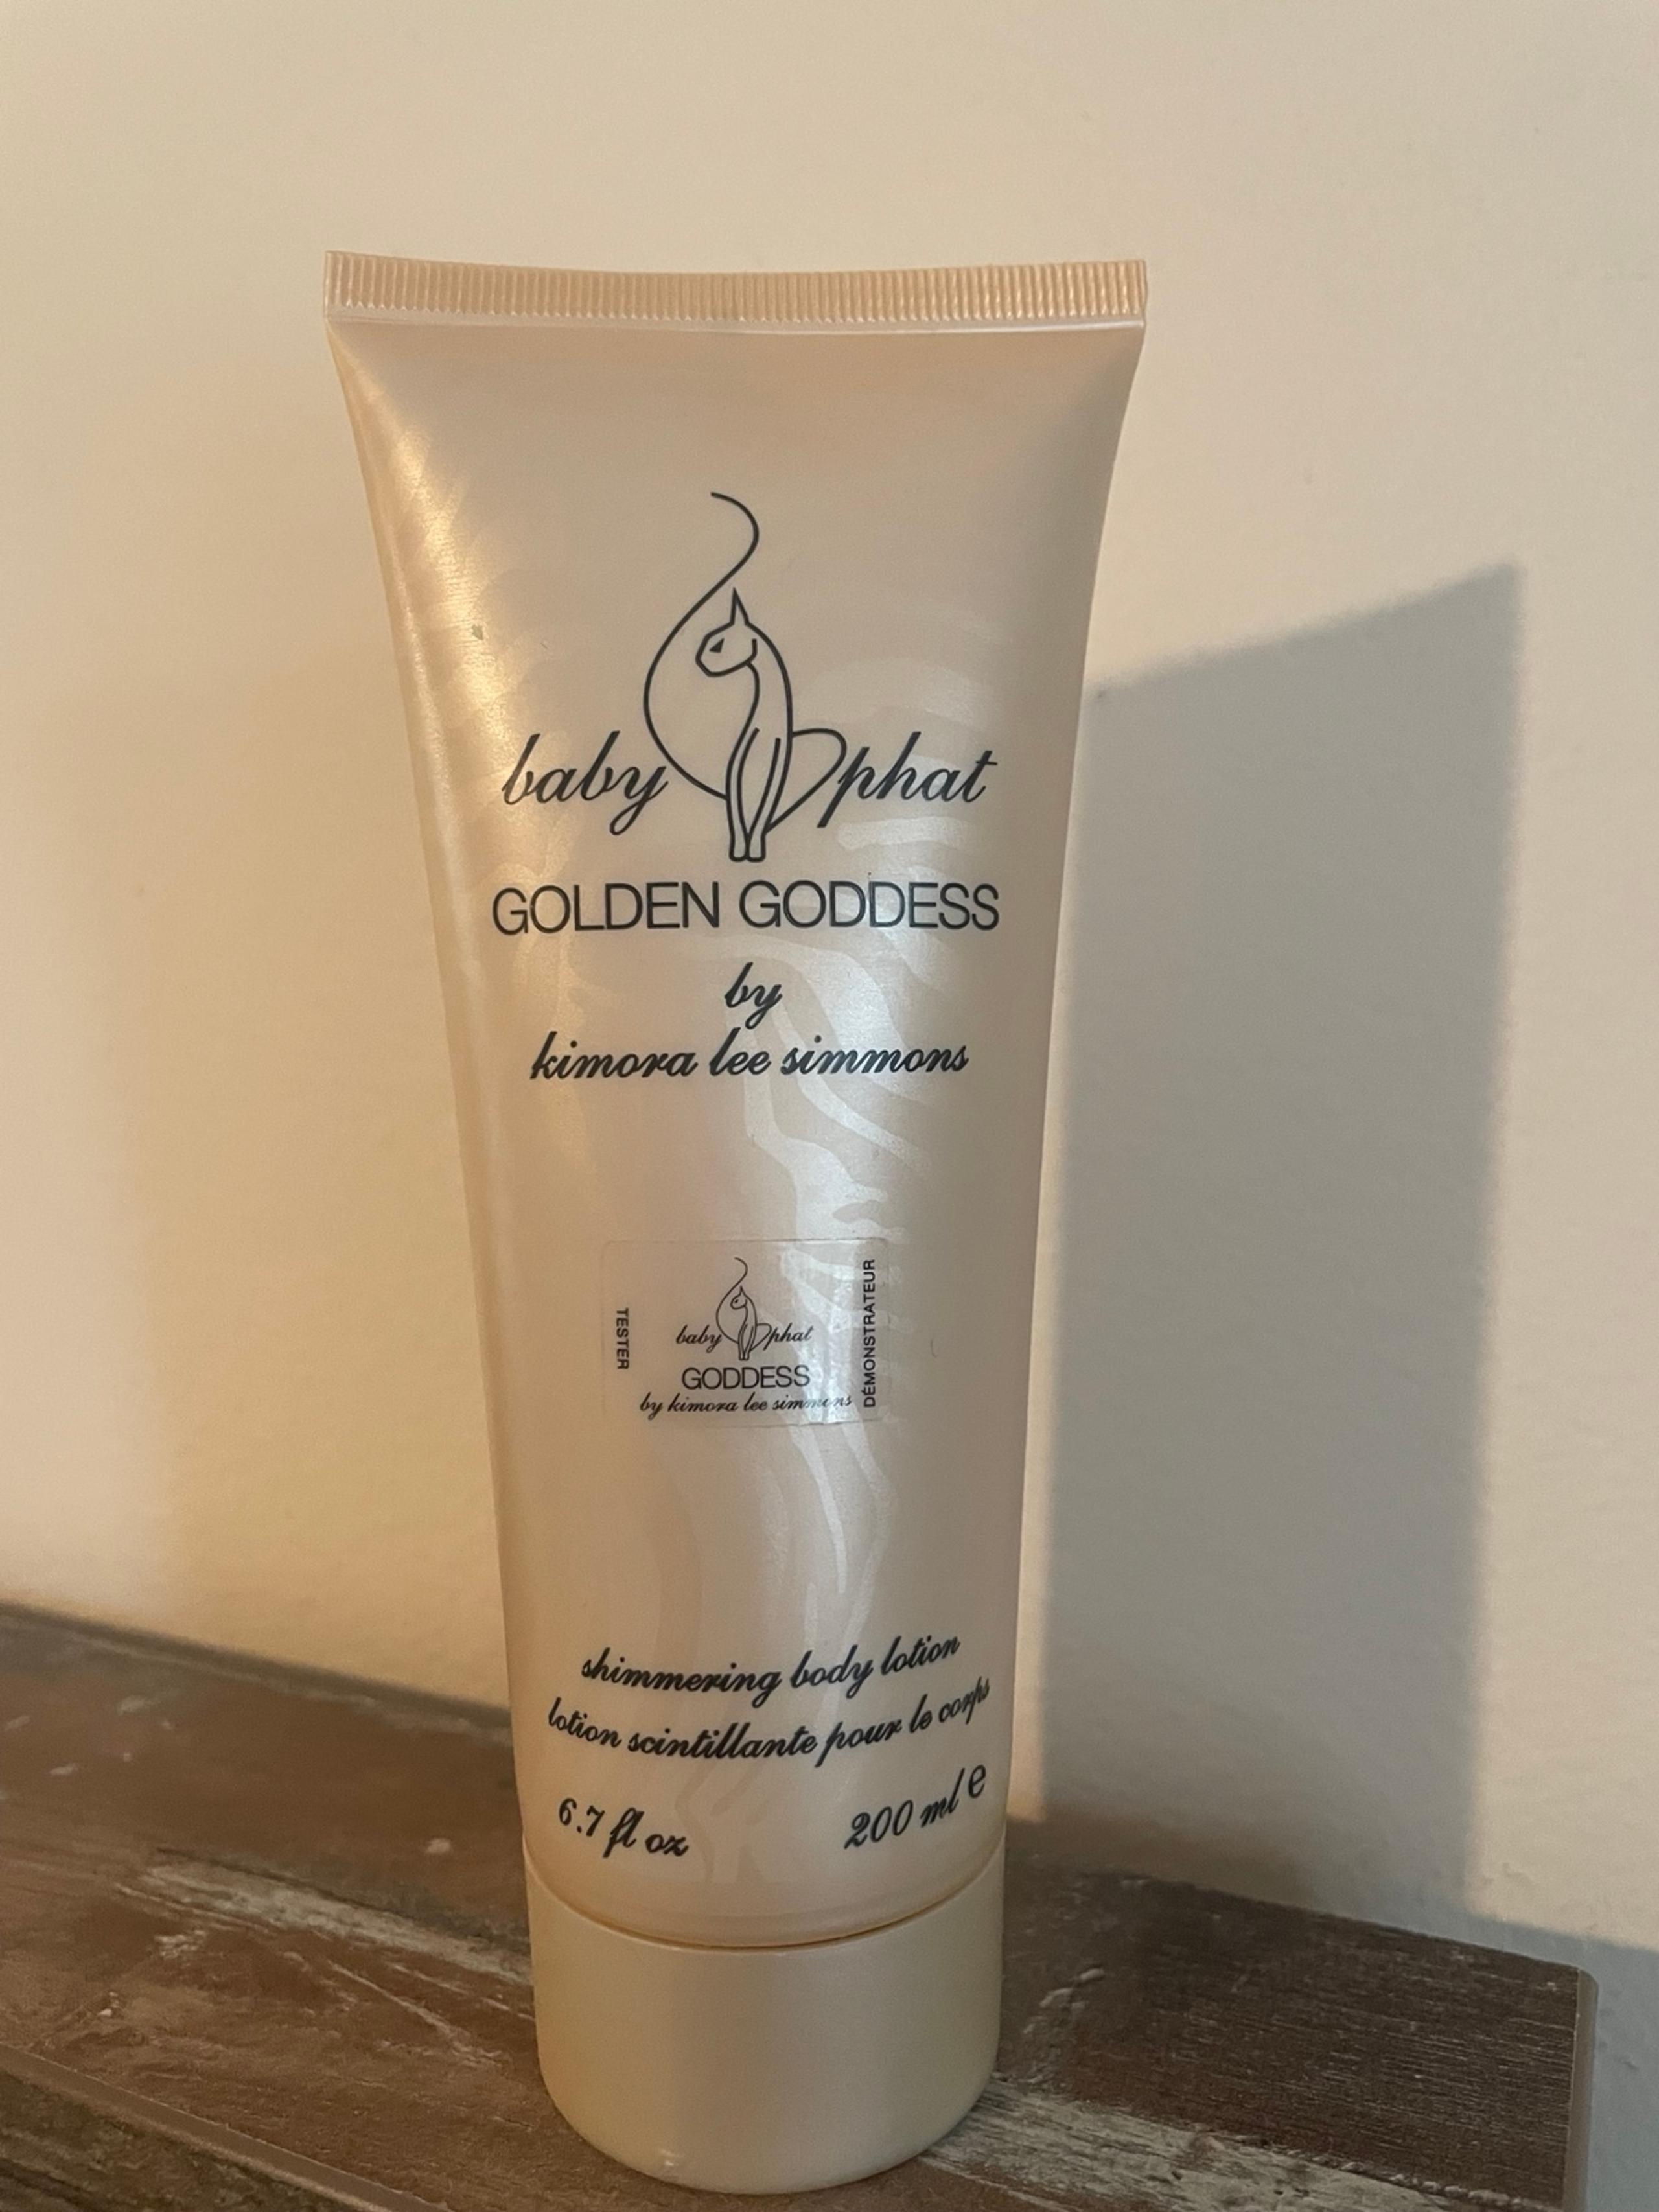 baby phat
GOLDEN GODDESS
by
kimora lee simmons
TESTER
baby phat
GODDESS
by kimora lee simmons
DÉMONSTRATEUR
shimmering body lotion
lotion scintillante pour le corps
6.7 fl oz 200 ml e